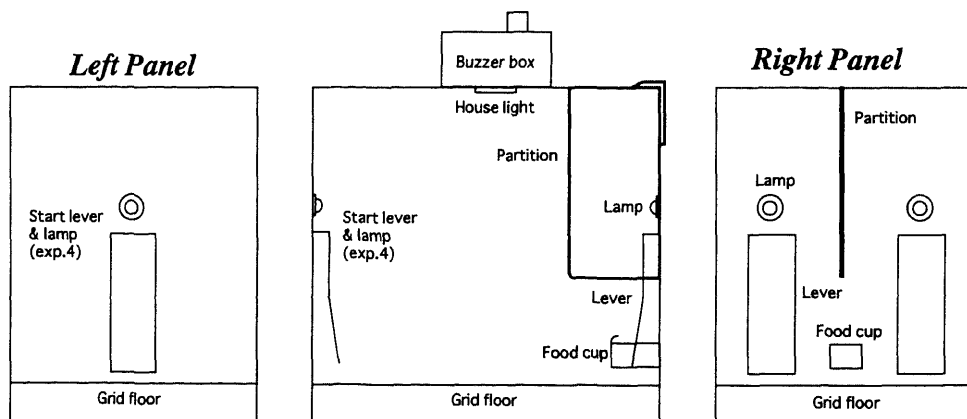 Left Panel
Start lever
& lamp
(exp.4)
Grid floor
Buzzer box
House light
Partition
Lamp
Start lever
& lamp
(exp.4)
Lever
Food cup
Grid floor
Right Panel
Partition
Lamp
Lever
Food cup
Grid floor